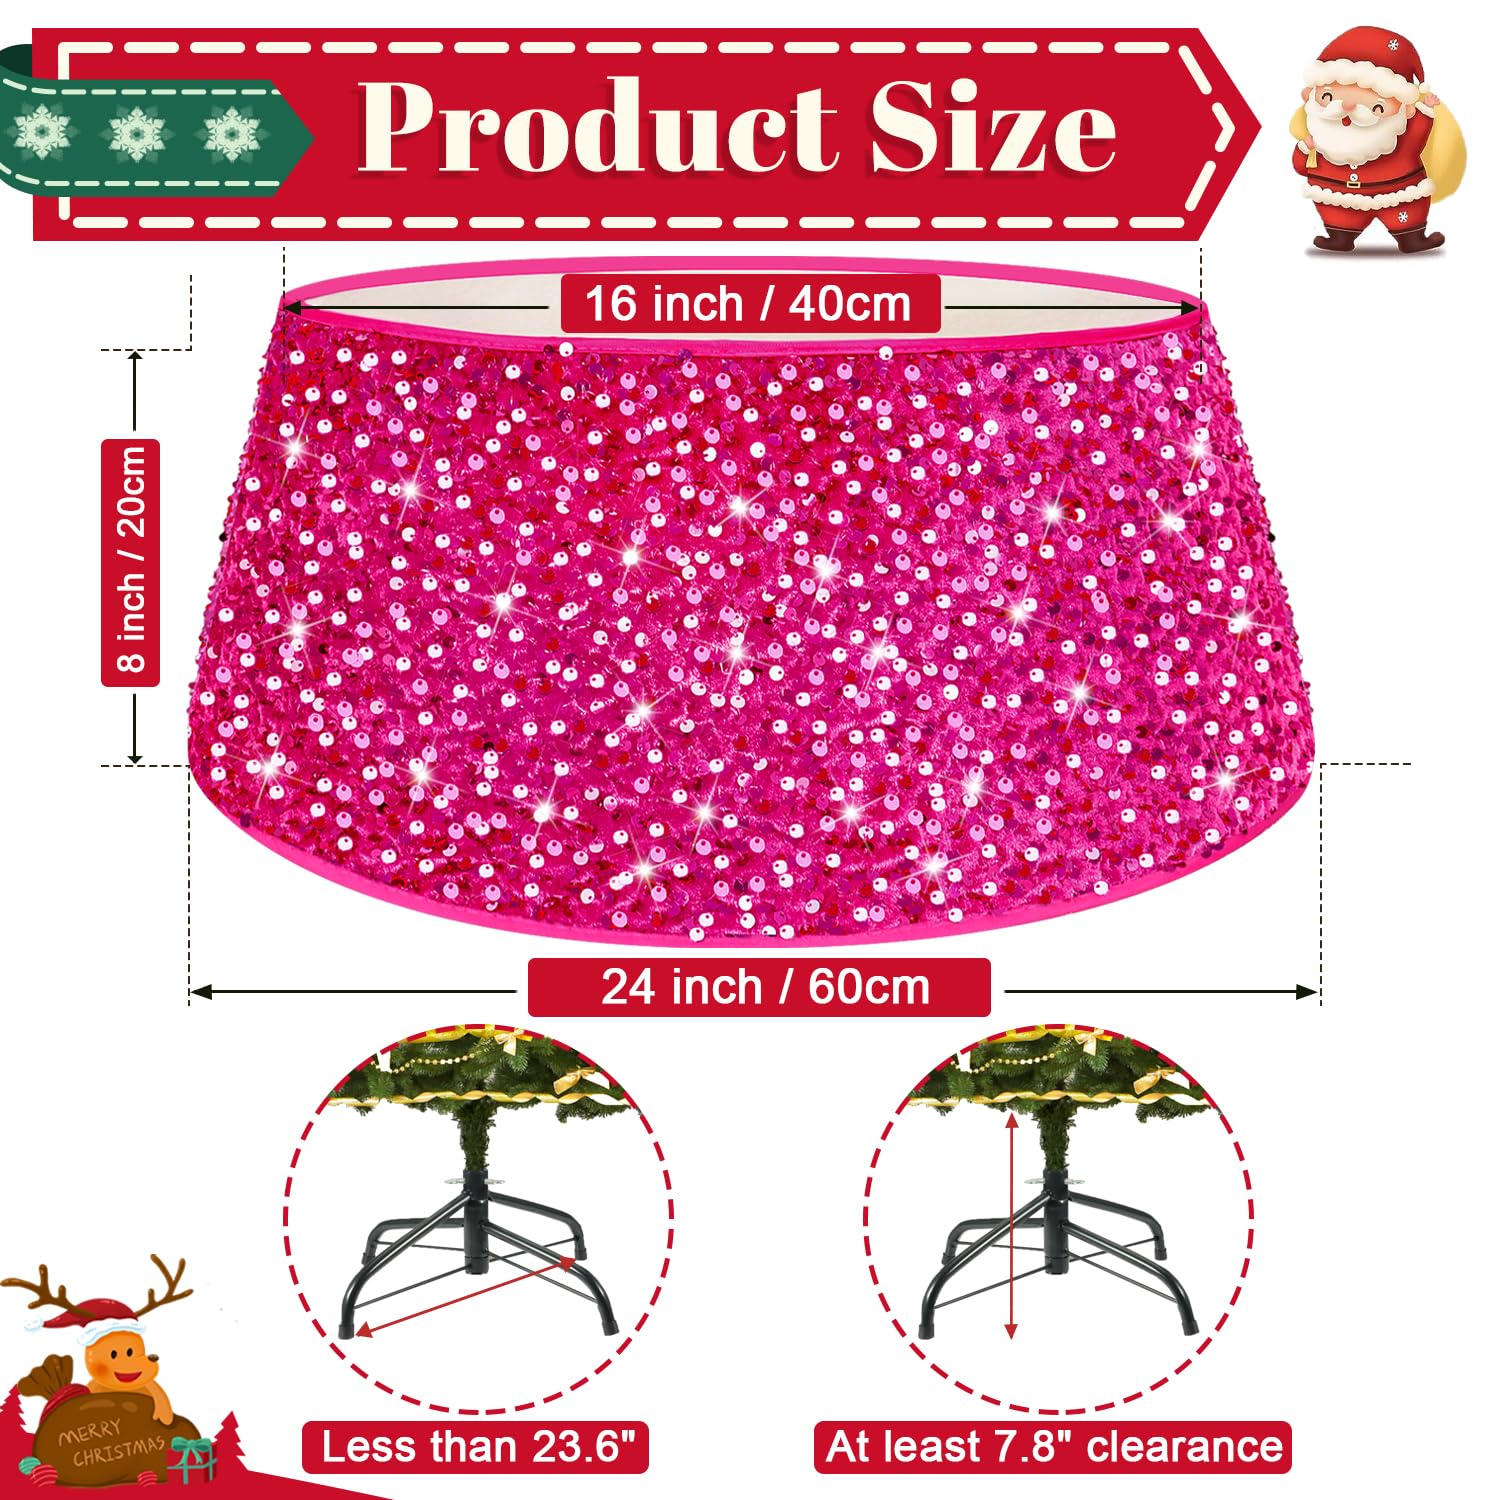 Product Size
16 inch / 40cm
8 inch / 20cm
24 inch / 60cm
Less than 23.6"
At least 7.8" clearance
MERRY
CHRISTMAS